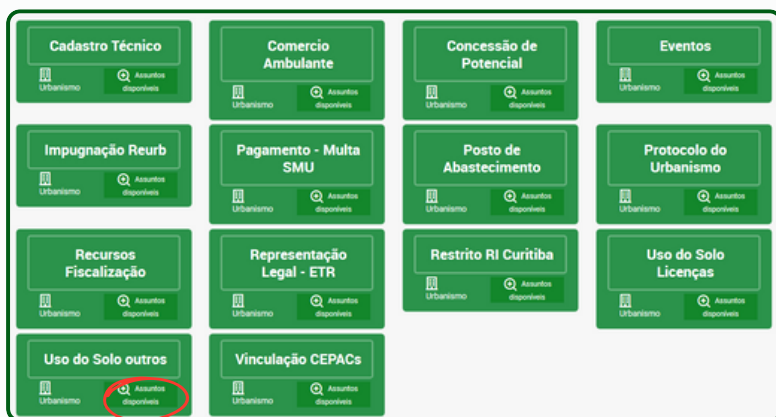 Cadastro Técnico
Urbanismo
Assuntos
disponíveis
Comercio
Ambulante
Urbanismo
Assuntos
disponíveis
Concessão de
Potencial
Urbanismo
Assuntos
disponíveis
Eventos
Urbanismo
Assuntos
disponíveis
Impugnação Reurb
Urbanismo
Assuntos
disponíveis
Pagamento - Multa
SMU
Urbanismo
Assuntos
disponíveis
Posto de
Abastecimento
Urbanismo
Assuntos
disponíveis
Protocolo do
Urbanismo
Urbanismo
Assuntos
disponíveis
Recursos
Fiscalização
Urbanismo
Assuntos
disponíveis
Representação
Legal - ETR
Urbanismo
Assuntos
disponíveis
Restrito RI Curitiba
Urbanismo
Assuntos
disponíveis
Uso do Solo
Licenças
Urbanismo
Assuntos
disponíveis
Uso do Solo outros
Urbanismo
Assuntos
disponíveis
Vinculação CEPACs
Urbanismo
Assuntos
disponíveis